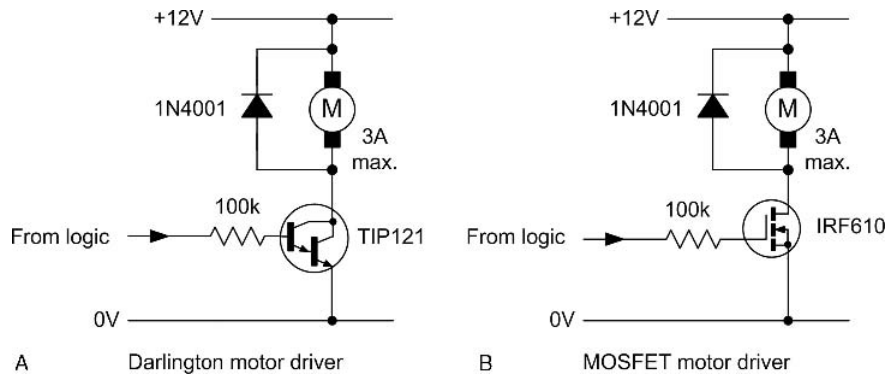 +12V
1N4001
M
3A
max.
100k
From logic
TIP121
0V
A Darlington motor driver
+12V
1N4001
M
3A
max.
100k
From logic
IRF610
0V
B MOSFET motor driver